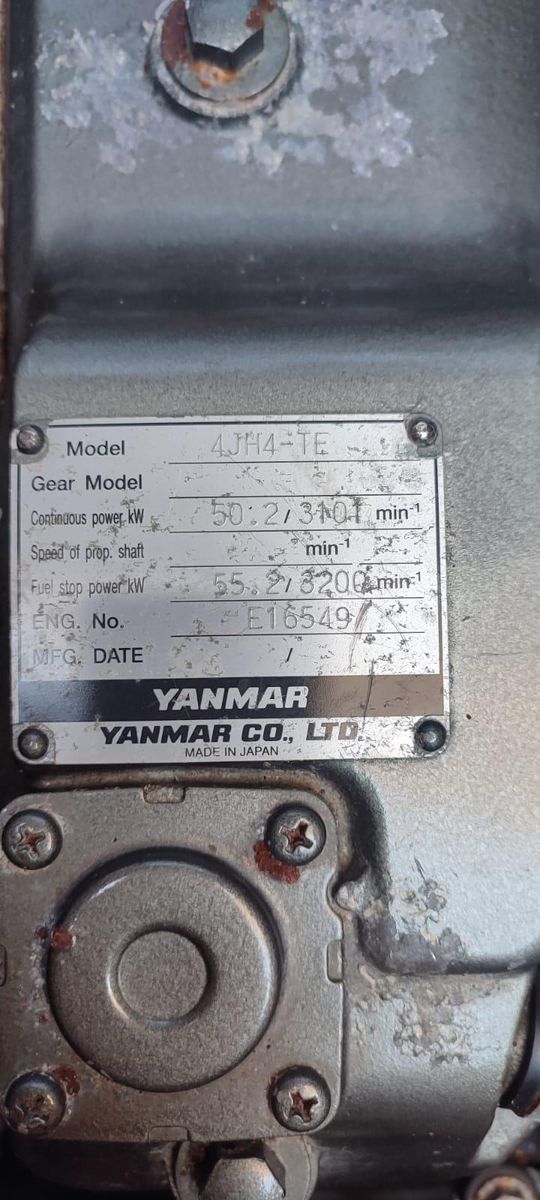 Model 4JH4-TE
Gear Model
Continuous power kW 50.2/3101 min-1
Speed of prop. shaft min-1
Fuel stop power kW 55.2/3200 min-1
ENG. No. E16549
MFG. DATE /
YANMAR
YANMAR CO., LTD.
MADE IN JAPAN